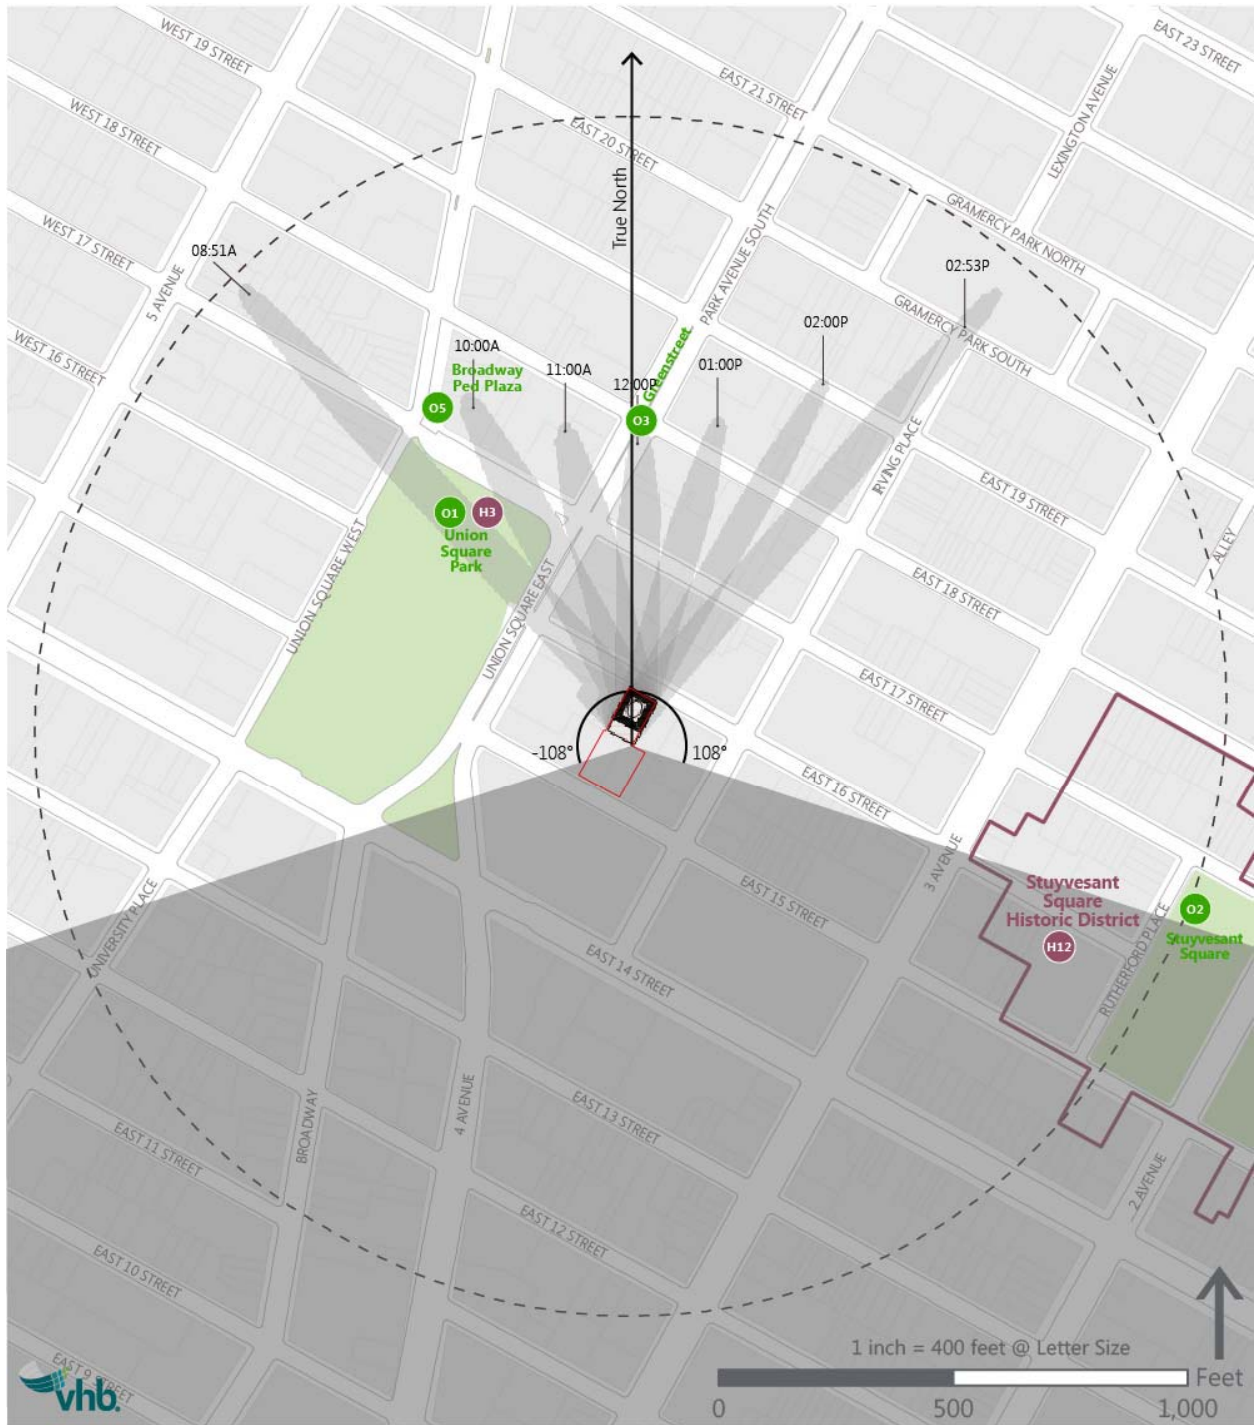 WEST 19 STREET
EAST 23 STREET
EAST 21 STREET
WEST 18 STREET
EAST 20 STREET
LEXINGTON AVENUE
True North
GRAMERCY PARK NORTH
WEST 17 STREET
08:51A
5 AVENUE
PARK AVENUE SOUTH
02:53P
GRAMERCY PARK SOUTH
02:00P
WEST 16 STREET
10:00A
11:00A
12:00P
01:00P
Greenstreet
Broadway
Ped Plaza
O5
O3
IRVING PLACE
EAST 19 STREET
O1
H3
Union
Square
Park
ALLEY
UNION SQUARE WEST
UNION SQUARE EAST
EAST 18 STREET
EAST 17 STREET
-108°
108°
EAST 16 STREET
3 AVENUE
Stuyvesant
Square
Historic District
H12
O2
Stuyvesant
Square
RUTHERFORD PLACE
UNIVERSITY PLACE
EAST 15 STREET
EAST 14 STREET
BROADWAY
4 AVENUE
EAST 13 STREET
EAST 11 STREET
2 AVENUE
EAST 12 STREET
EAST 10 STREET
EAST 9 STREET
vhb.
1 inch = 400 feet @ Letter Size
Feet
0
500
1,000